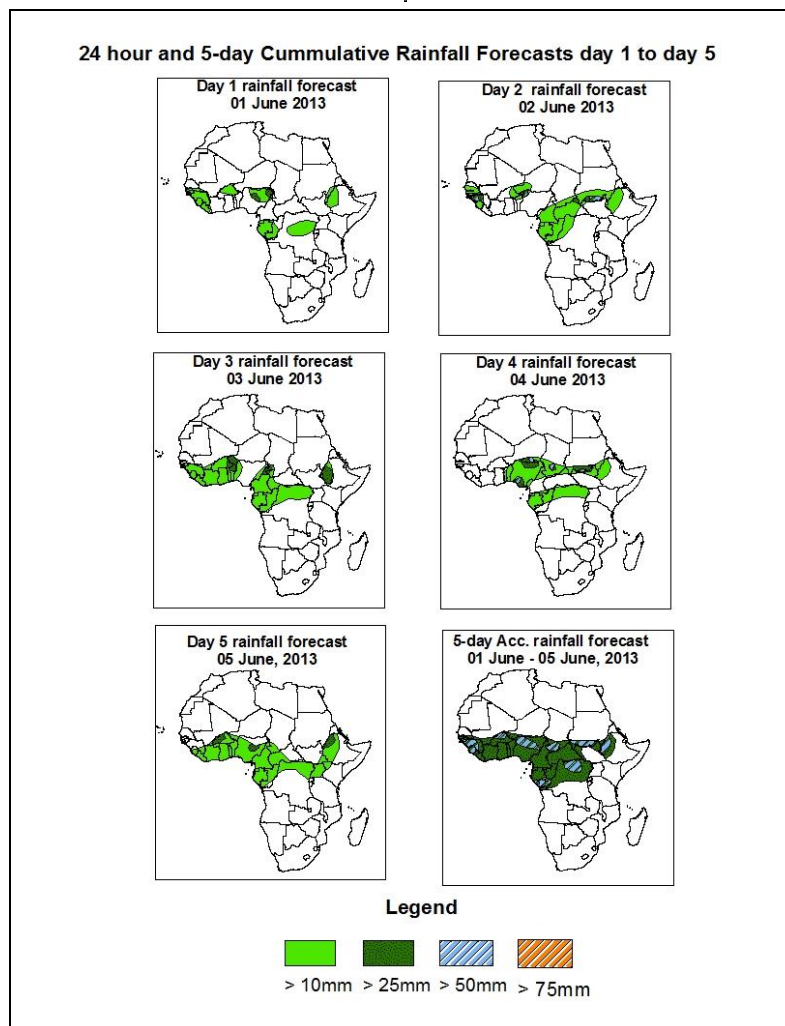 24 hour and 5-day Cummulative Rainfall Forecasts day 1 to day 5
Day 1 rainfall forecast
01 June 2013
Day 2 rainfall forecast
02 June 2013
Day 3 rainfall forecast
03 June 2013
Day 4 rainfall forecast
04 June 2013
Day 5 rainfall forecast
05 June, 2013
5-day Acc. rainfall forecast
01 June - 05 June, 2013
Legend
> 10mm > 25mm > 50mm > 75mm